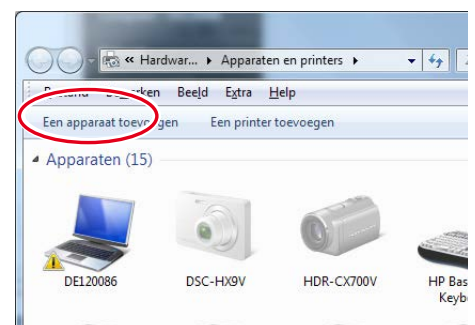 « Hardwar... ▸ Apparaten en printers ▸
Beeld Extra Help
Een apparaat toevoegen Een printer toevoegen
Apparaten (15)
DE120086 DSC-HX9V HDR-CX700V HP Bas
Keyb